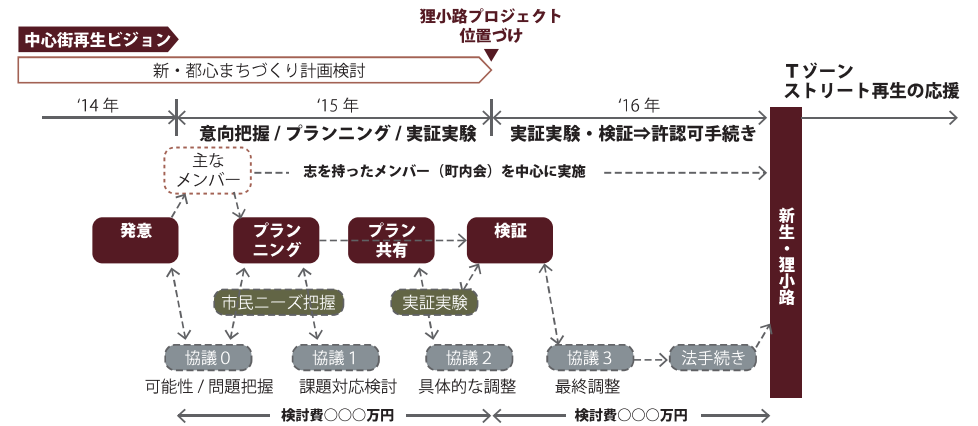 狸小路プロジェクト
位置づけ
中心街再生ビジョン
新・都心まちづくり計画検討
Tゾーン
ストリート再生の応援
‘14 年
‘15 年
‘16 年
意向把握 / プランニング / 実証実験
実証実験・検証⇒許認可手続き
主な
メンバー
志を持ったメンバー（町内会）を中心に実施
発意
プラン
ニング
プラン
共有
検証
新生・狸小路
市民ニーズ把握
実証実験
協議0
協議1
協議2
協議3
法手続き
可能性 / 問題把握
課題対応検討
具体的な調整
最終調整
検討費○○○万円
検討費○○○万円